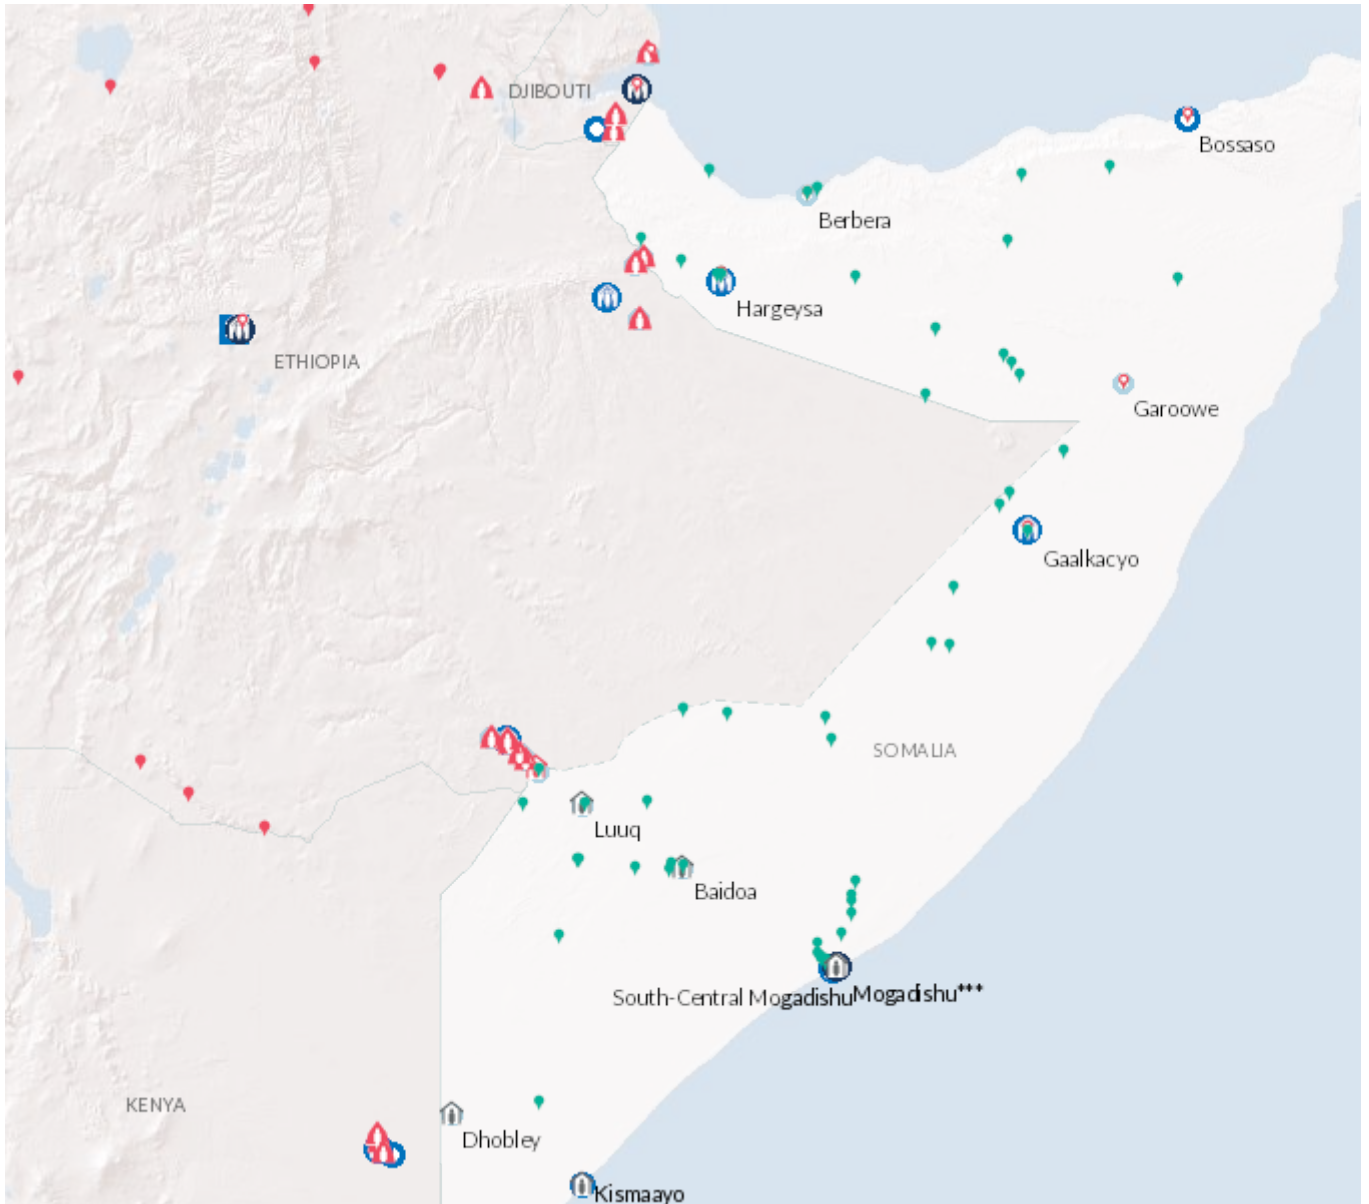 DJIBOUTI
Bossaso
Berbera
Hargeysa
ETHIOPIA
Garoowe
Gaalkacyo
SOMALIA
Luuq
Baidoa
South-Central Mogadishu
Mogadishu***
KENYA
Dhobley
Kismaayo